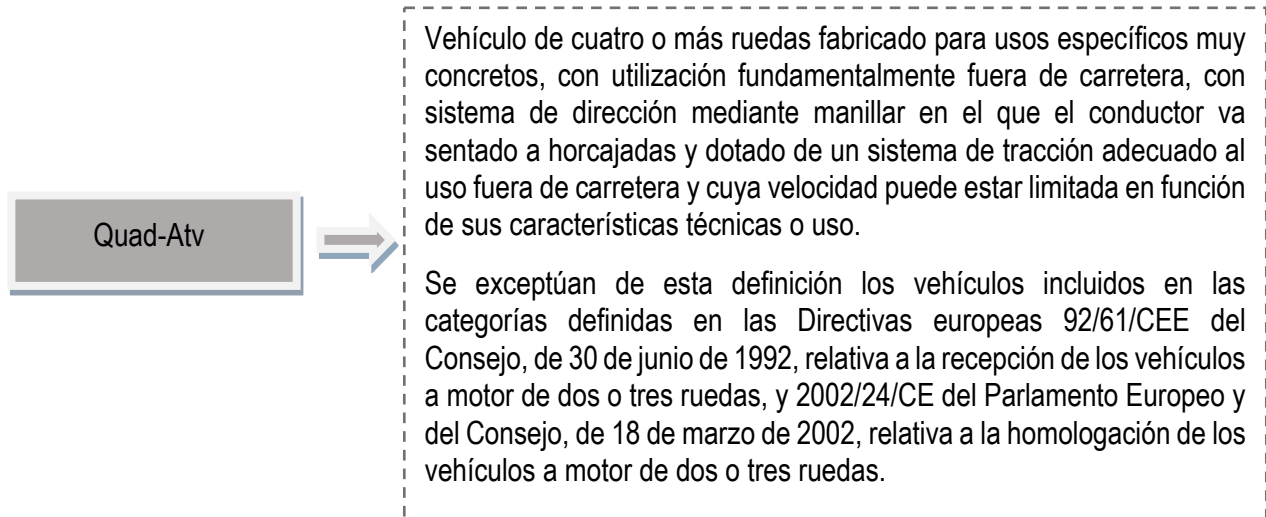 Quad-Atv
Vehículo de cuatro o más ruedas fabricado para usos específicos muy
concretos, con utilización fundamentalmente fuera de carretera, con
sistema de dirección mediante manillar en el que el conductor va
sentado a horcajadas y dotado de un sistema de tracción adecuado al
uso fuera de carretera y cuya velocidad puede estar limitada en función
de sus características técnicas o uso.
Se exceptúan de esta definición los vehículos incluidos en las
categorías definidas en las Directivas europeas 92/61/CEE del
Consejo, de 30 de junio de 1992, relativa a la recepción de los vehículos
a motor de dos o tres ruedas, y 2002/24/CE del Parlamento Europeo y
del Consejo, de 18 de marzo de 2002, relativa a la homologación de los
vehículos a motor de dos o tres ruedas.